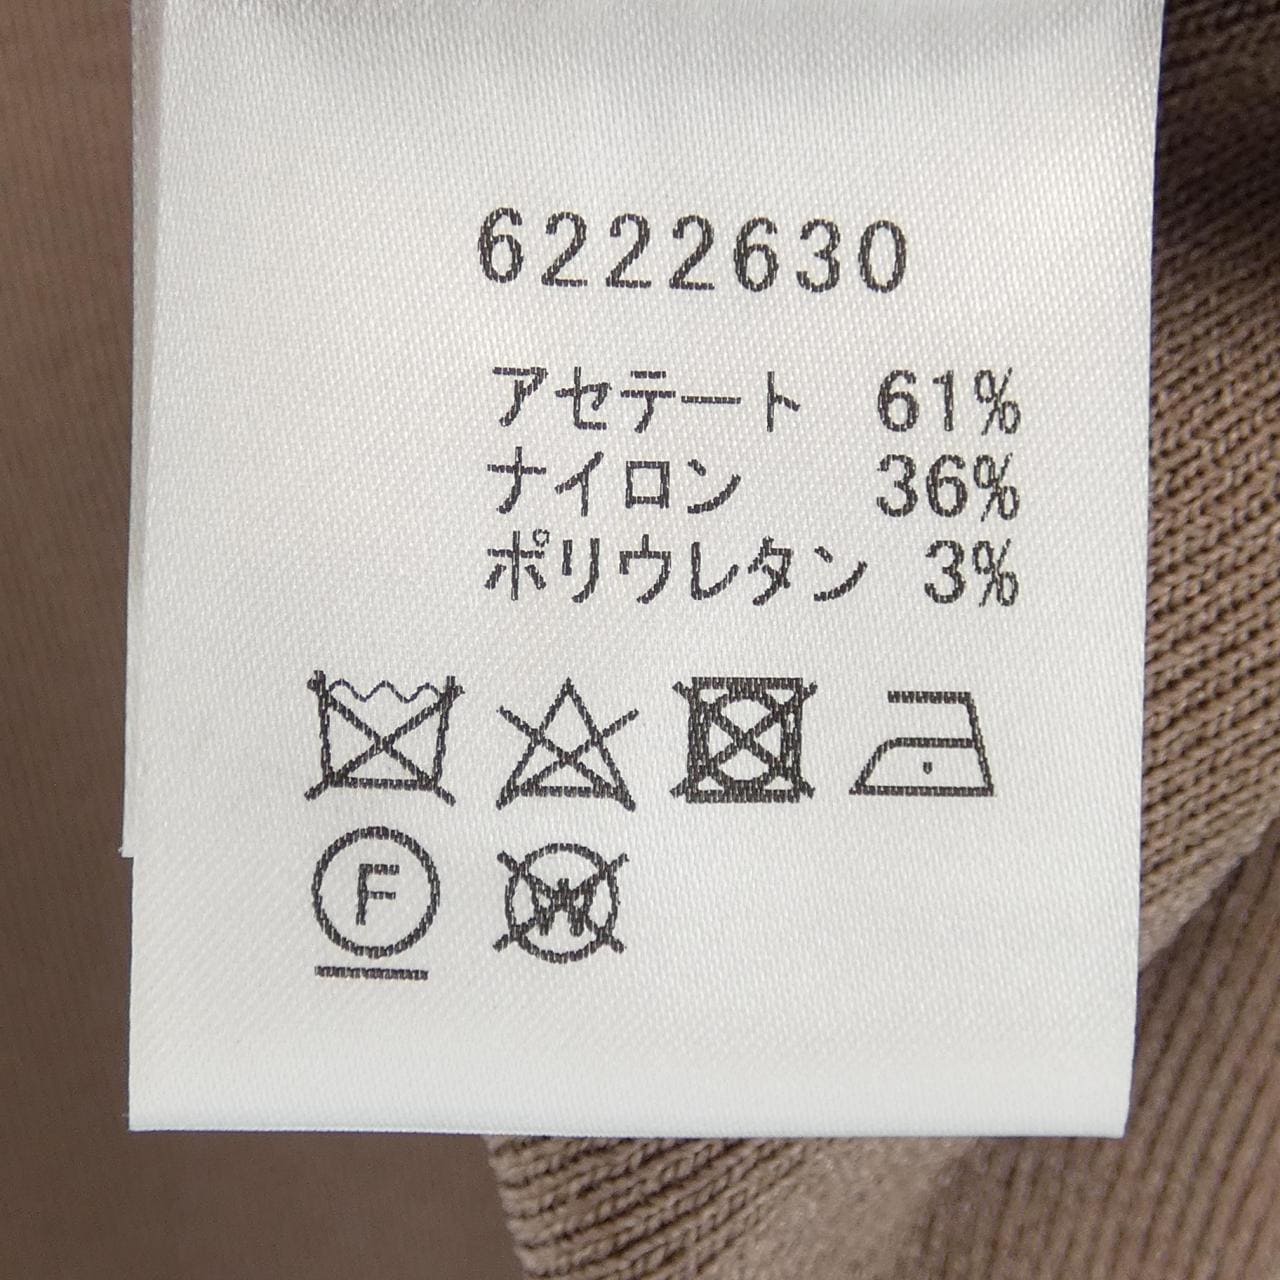 6222630
アセテート 61%
ナイロン 36%
ポリウレタン 3%
F
W